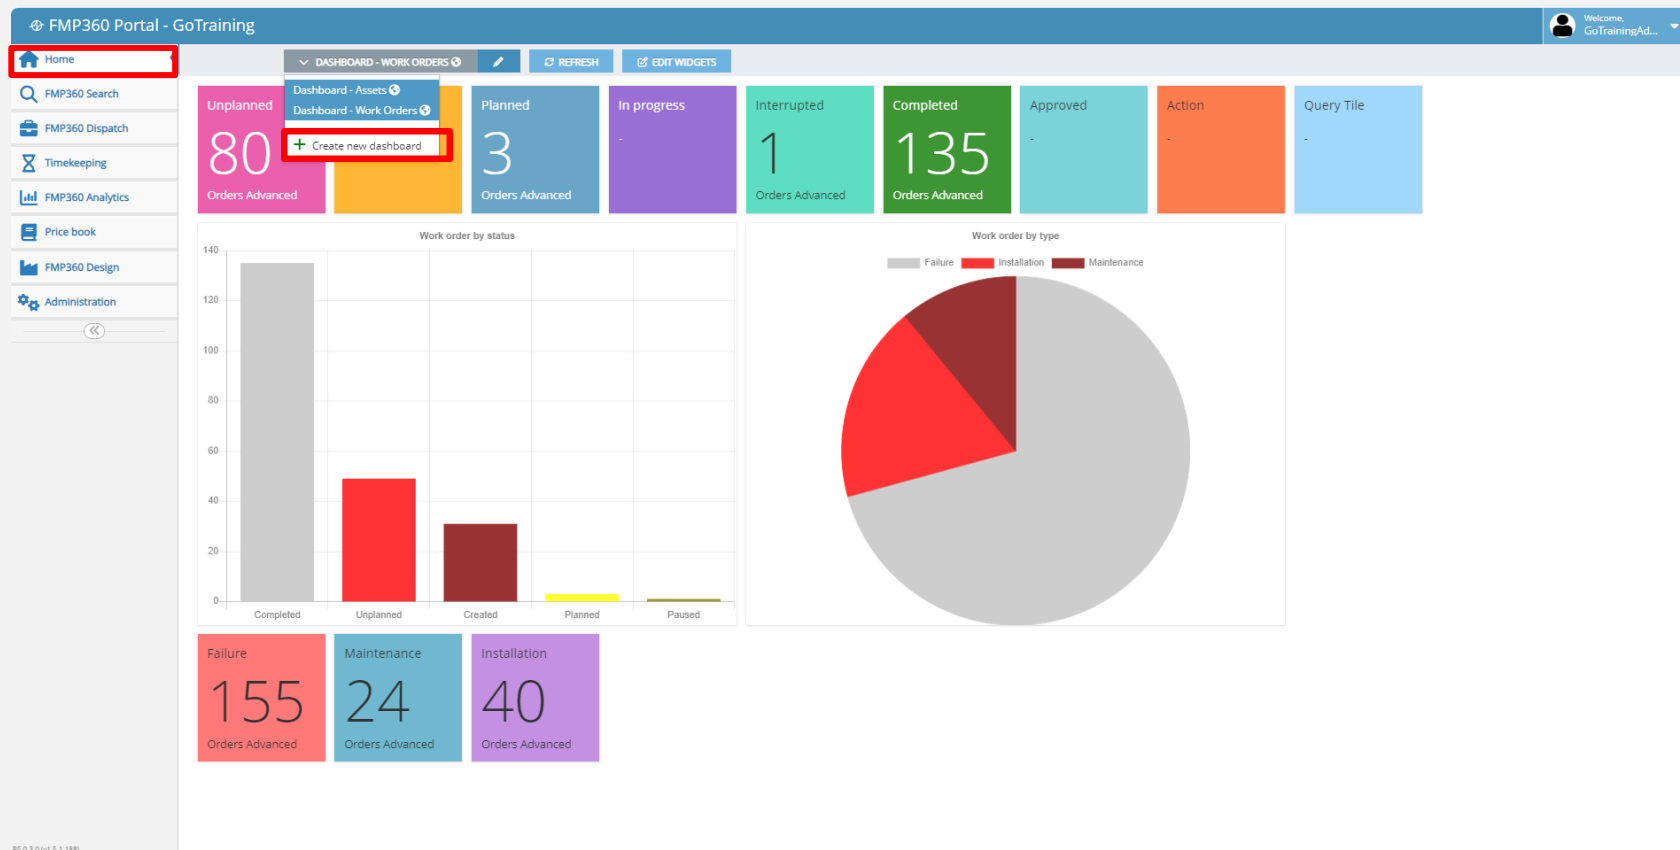 FMP360 Portal - GoTraining
Welcome,
GoTrainingAd...
Home
FMP360 Search
FMP360 Dispatch
Timekeeping
FMP360 Analytics
Price book
FMP360 Design
Administration
DASHBOARD - WORK ORDERS
REFRESH
EDIT WIDGETS
Dashboard - Assets
Dashboard - Work Orders
Create new dashboard
Unplanned
80
Orders Advanced
Planned
3
Orders Advanced
In progress
-
Interrupted
1
Orders Advanced
Completed
135
Orders Advanced
Approved
-
Action
-
Query Tile
-
Work order by status
140
120
100
80
60
40
20
0
Completed
Unplanned
Created
Planned
Paused
Work order by type
Failure
Installation
Maintenance
Failure
155
Orders Advanced
Maintenance
24
Orders Advanced
Installation
40
Orders Advanced